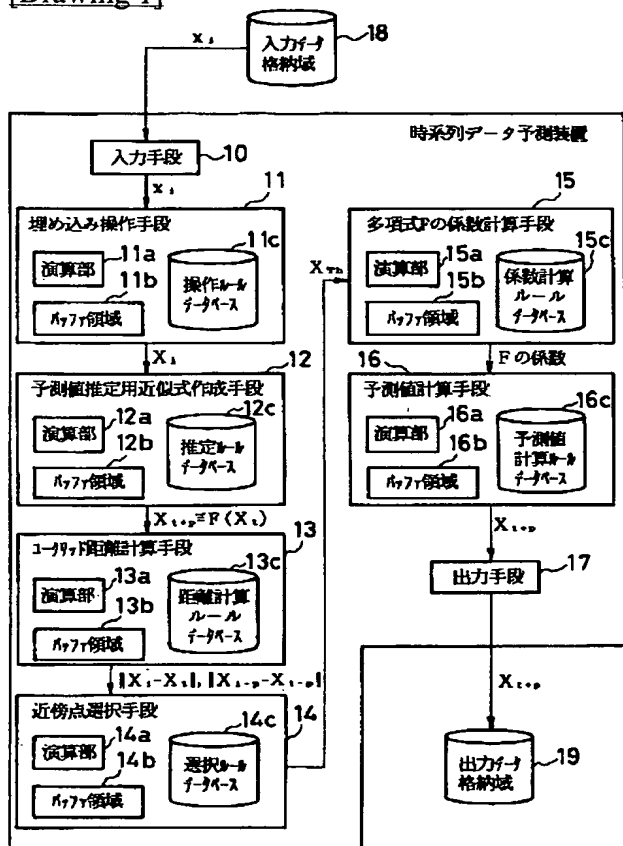 [Drawing 1]
x_i
入力データ
格納域
18
時系列データ予測装置
入力手段
10
x_i
11
埋め込み操作手段
演算部
11a
バッファ領域
11b
操作ルール
データベース
11c
X_i
12
予測値推定用近似式作成手段
演算部
12a
バッファ領域
12b
推定ルール
データベース
12c
X_{t+p}≡F(X_t)
13
ユークリッド距離計算手段
演算部
13a
バッファ領域
13b
距離計算
ルール
データベース
13c
|X_i-X_t|, |X_{i-p}-X_{t-p}|
14
近傍点選択手段
演算部
14a
バッファ領域
14b
選択ルール
データベース
14c
X_{Th}
15
多項式Fの係数計算手段
演算部
15a
バッファ領域
15b
係数計算
ルール
データベース
15c
Fの係数
16
予測値計算手段
演算部
16a
バッファ領域
16b
予測値
計算ルール
データベース
16c
X_{t+p}
出力手段
17
X_{t+p}
出力データ
格納域
19